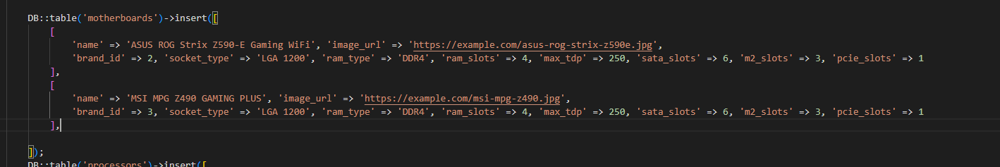 DB::table('motherboards')->insert([
[
'name' => 'ASUS ROG Strix Z590-E Gaming WiFi', 'image_url' => 'https://example.com/asus-rog-strix-z590e.jpg',
'brand_id' => 2, 'socket_type' => 'LGA 1200', 'ram_type' => 'DDR4', 'ram_slots' => 4, 'max_tdp' => 250, 'sata_slots' => 6, 'm2_slots' => 3, 'pcie_slots' => 1
],
[
'name' => 'MSI MPG Z490 GAMING PLUS', 'image_url' => 'https://example.com/msi-mpg-z490.jpg',
'brand_id' => 3, 'socket_type' => 'LGA 1200', 'ram_type' => 'DDR4', 'ram_slots' => 4, 'max_tdp' => 250, 'sata_slots' => 6, 'm2_slots' => 3, 'pcie_slots' => 1
],
]);
DB::table('processors')->insert([